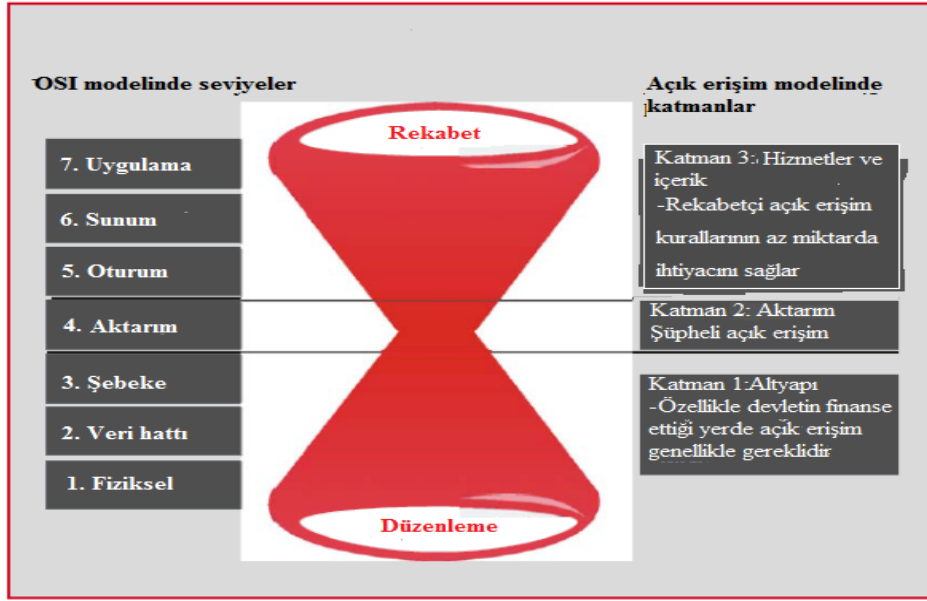 OSI modelinde seviyeler
7. Uygulama
6. Sunum
5. Oturum
4. Aktarım
3. Şebeke
2. Veri hattı
1. Fiziksel
Rekabet
Düzenleme
Açık erişim modelinde
katmanlar
Katman 3: Hizmetler ve
içerik
-Rekabetçi açık erişim
kurallarının az miktarda
ihtiyacını sağlar
Katman 2: Aktarım
Şüpheli açık erişim
Katman 1:Altyapı
-Özellikle devletin finanse
ettiği yerde açık erişim
genellikle gereklidir